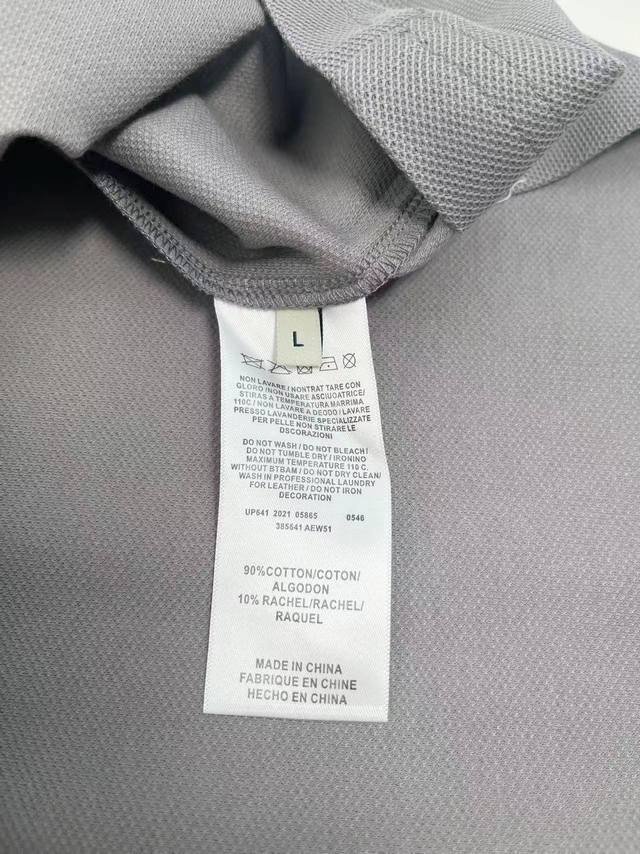 L
NON LAVARE / NONTRAT TARE CON
GLORO /NON USARE ASCIUOATRICE/
STIRAS A TEMPARATURA MARRIMA
110C / NON LAVARE A DEODO / LAVARE
PRESSO LAVANDERIE SPECIALIZZATE
PER PELLE NON STIRARE LE
DSCORAZIONI
DO NOT WASH / DO NOT BLEACH/
DO NOT TUMBLE DRY / IRONINO
MAXIMUM TEMPERATURE 110 C.
WITHOUT BTBAM / DO NOT DRY CLEAN/
WASH IN PROFESSIONAL LAUNDRY
FOR LEATHER / DO NOT IRON
DECORATION
UP641 2021 05865 0546
385641 AEW51
90%COTTON/COTON/
ALGODON
10% RACHEL/RACHEL/
RAQUEL
MADE IN CHINA
FABRIQUE EN CHINE
HECHO EN CHINA